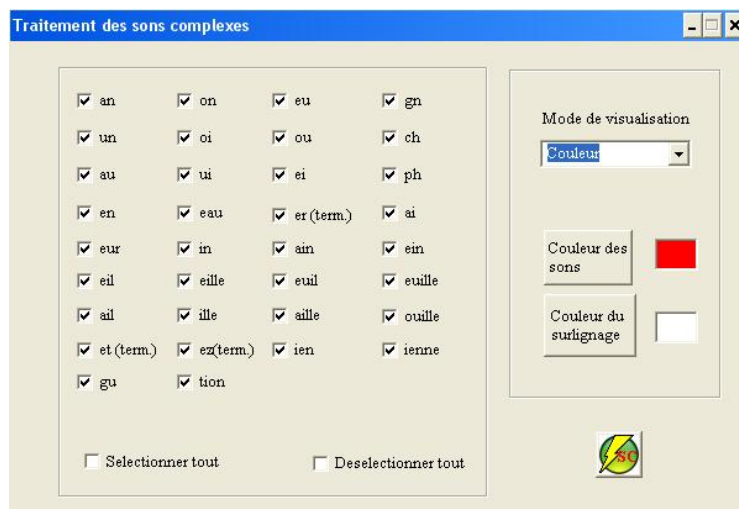 Traitement des sons complexes
an on eu gn
un oi ou ch
au ui ei ph
en eau er (term.) ai
eur in ain ein
eil eille euil euille
ail ille aille ouille
et (term.) ez(term.) ien ienne
gu tion
Selectionner tout Deselectionner tout
Mode de visualisation
Couleur
Couleur des
sons
Couleur du
surlignage
SC